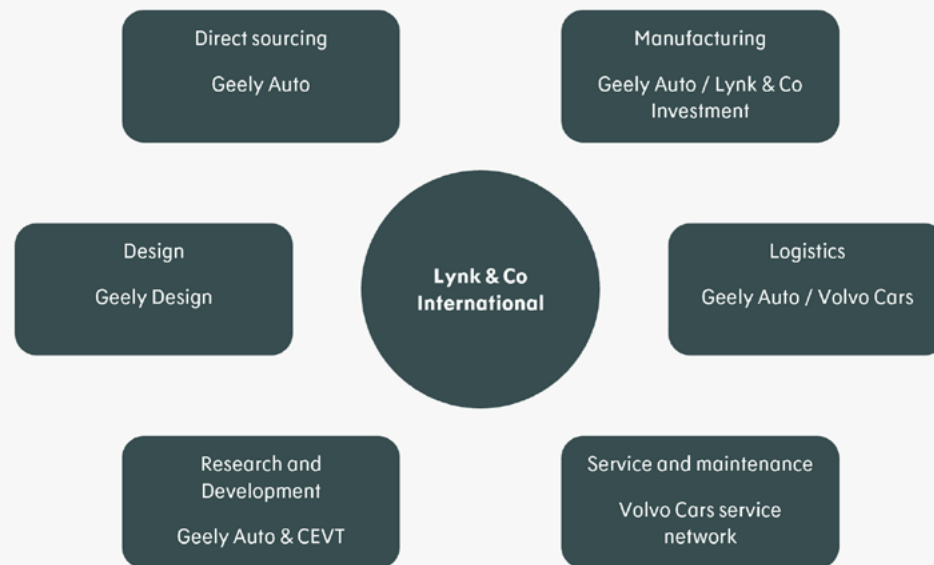 Direct sourcing
Geely Auto
Manufacturing
Geely Auto / Lynk & Co
Investment
Design
Geely Design
Lynk & Co
International
Logistics
Geely Auto / Volvo Cars
Research and
Development
Geely Auto & CEVT
Service and maintenance
Volvo Cars service
network